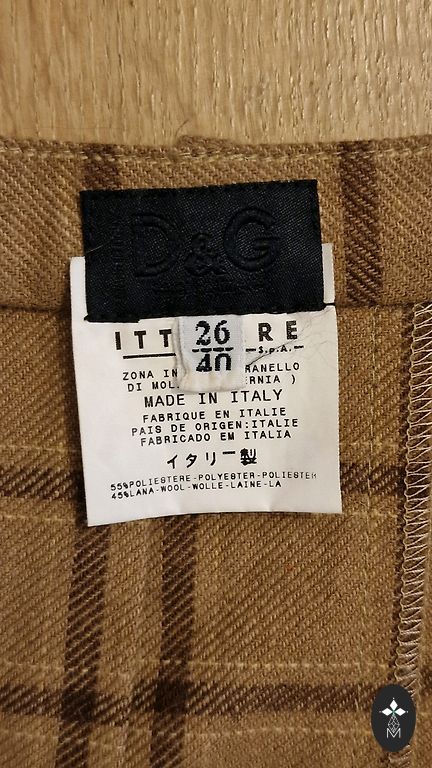 D&G
ITT RE
S.p.A.
26
40
ZONA IN RANELLO
DI MOL ERNIA )
MADE IN ITALY
FABRIQUE EN ITALIE
PAIS DE ORIGEN:ITALIE
FABRICADO EM ITALIA
イタリー製
55%POLIESTERE-POLYESTER-POLIESTER
45%LANA-WOOL-WOLLE-LAINE-LA